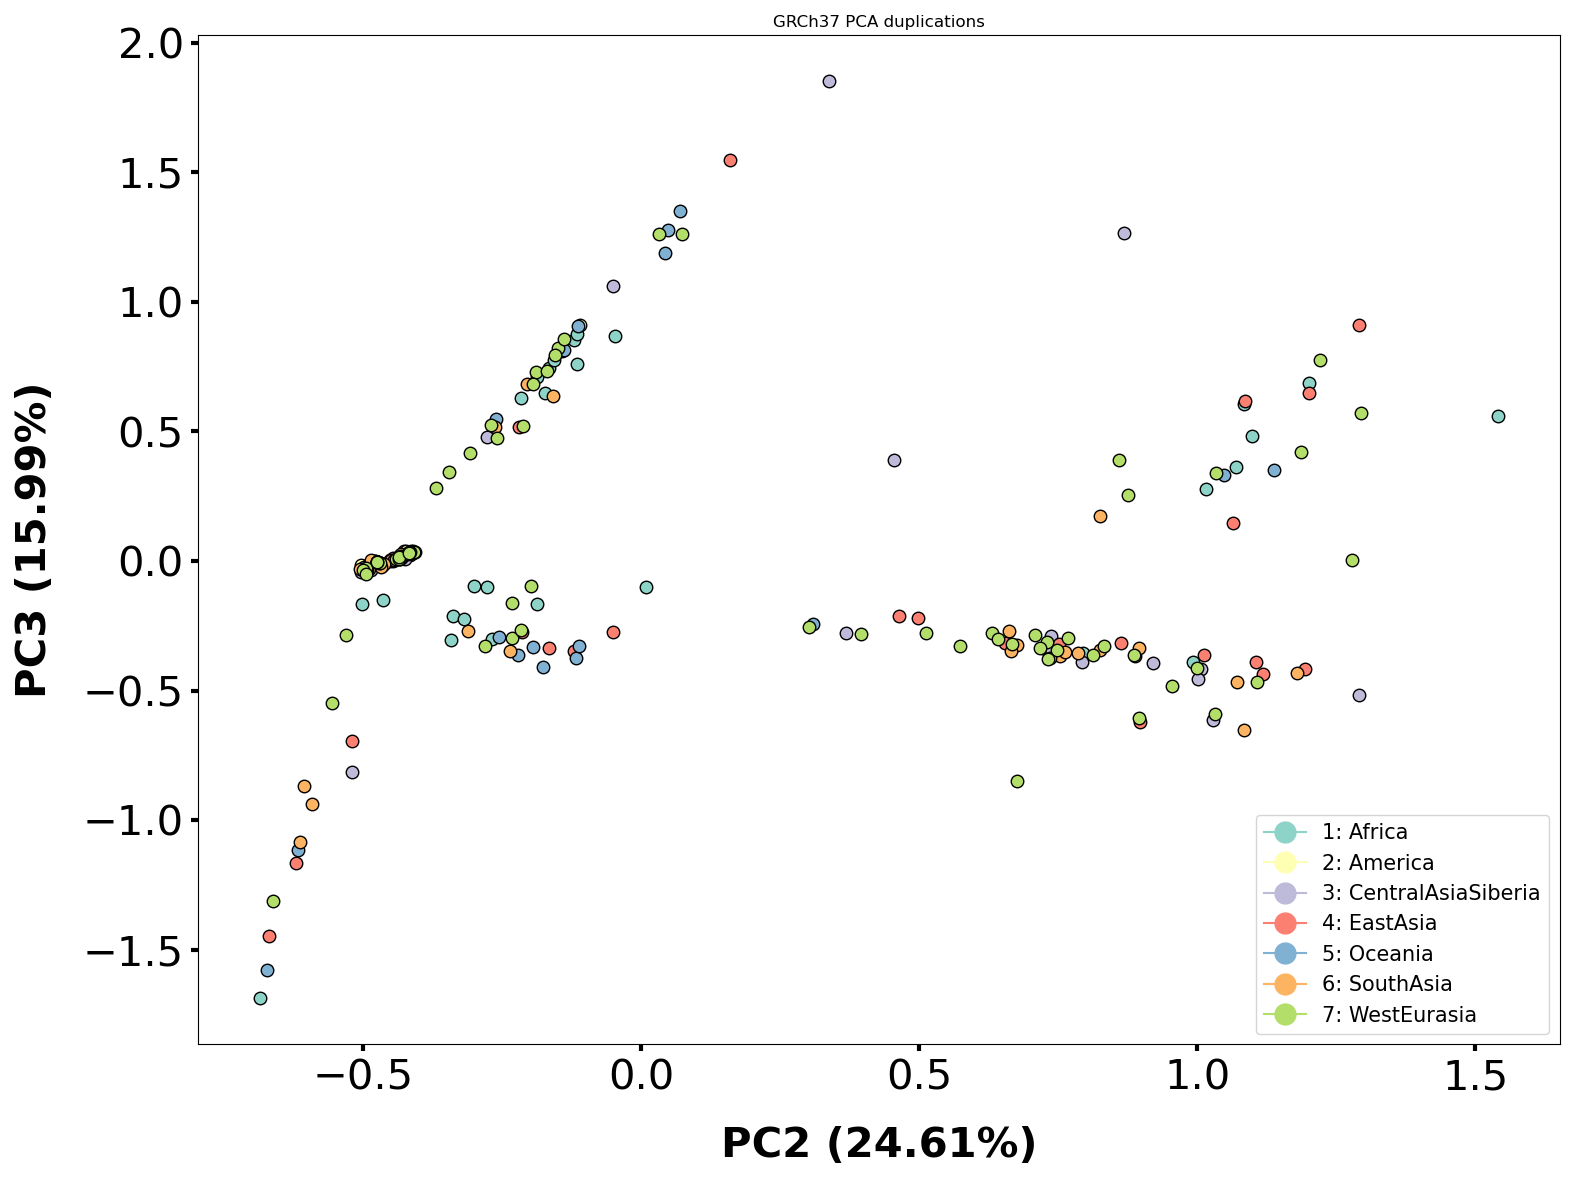 GRCh37 PCA duplications
2.0
1.5
1.0
0.5
0.0
−0.5
−1.0
−1.5
PC3 (15.99%)
1: Africa
2: America
3: CentralAsiaSiberia
4: EastAsia
5: Oceania
6: SouthAsia
7: WestEurasia
−0.5 0.0 0.5 1.0 1.5
PC2 (24.61%)